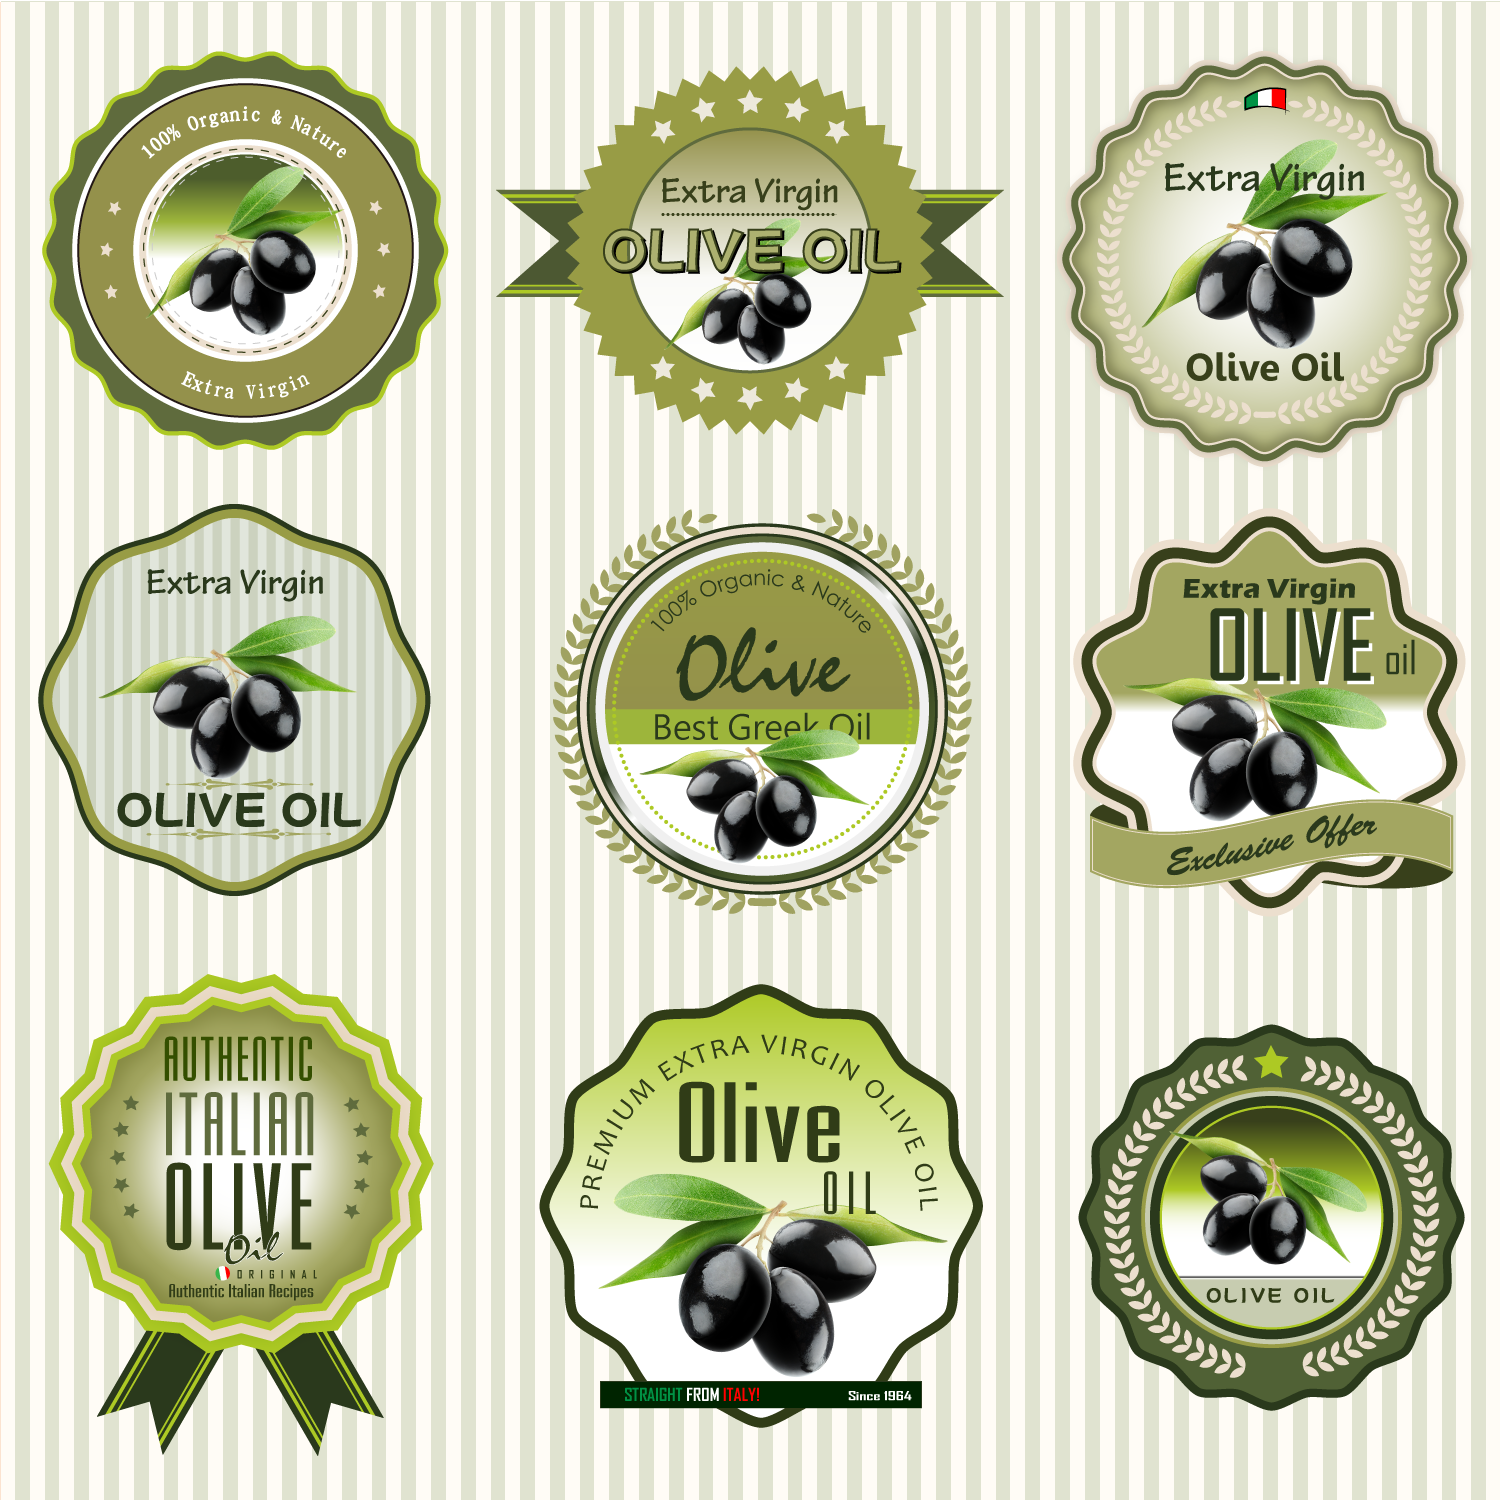 100% Organic & Nature
Extra Virgin
Extra Virgin
OLIVE OIL
Extra Virgin
Olive Oil
Extra Virgin
OLIVE OIL
100% Organic & Nature
Olive
Best Greek Oil
Extra Virgin
OLIVE oil
Exclusive Offer
AUTHENTIC
ITALIAN
OLIVE
Oil
ORIGINAL
Authentic Italian Recipes
PREMIUM EXTRA VIRGIN OLIVE OIL
Olive
OIL
STRAIGHT FROM ITALY! Since 1964
OLIVE OIL